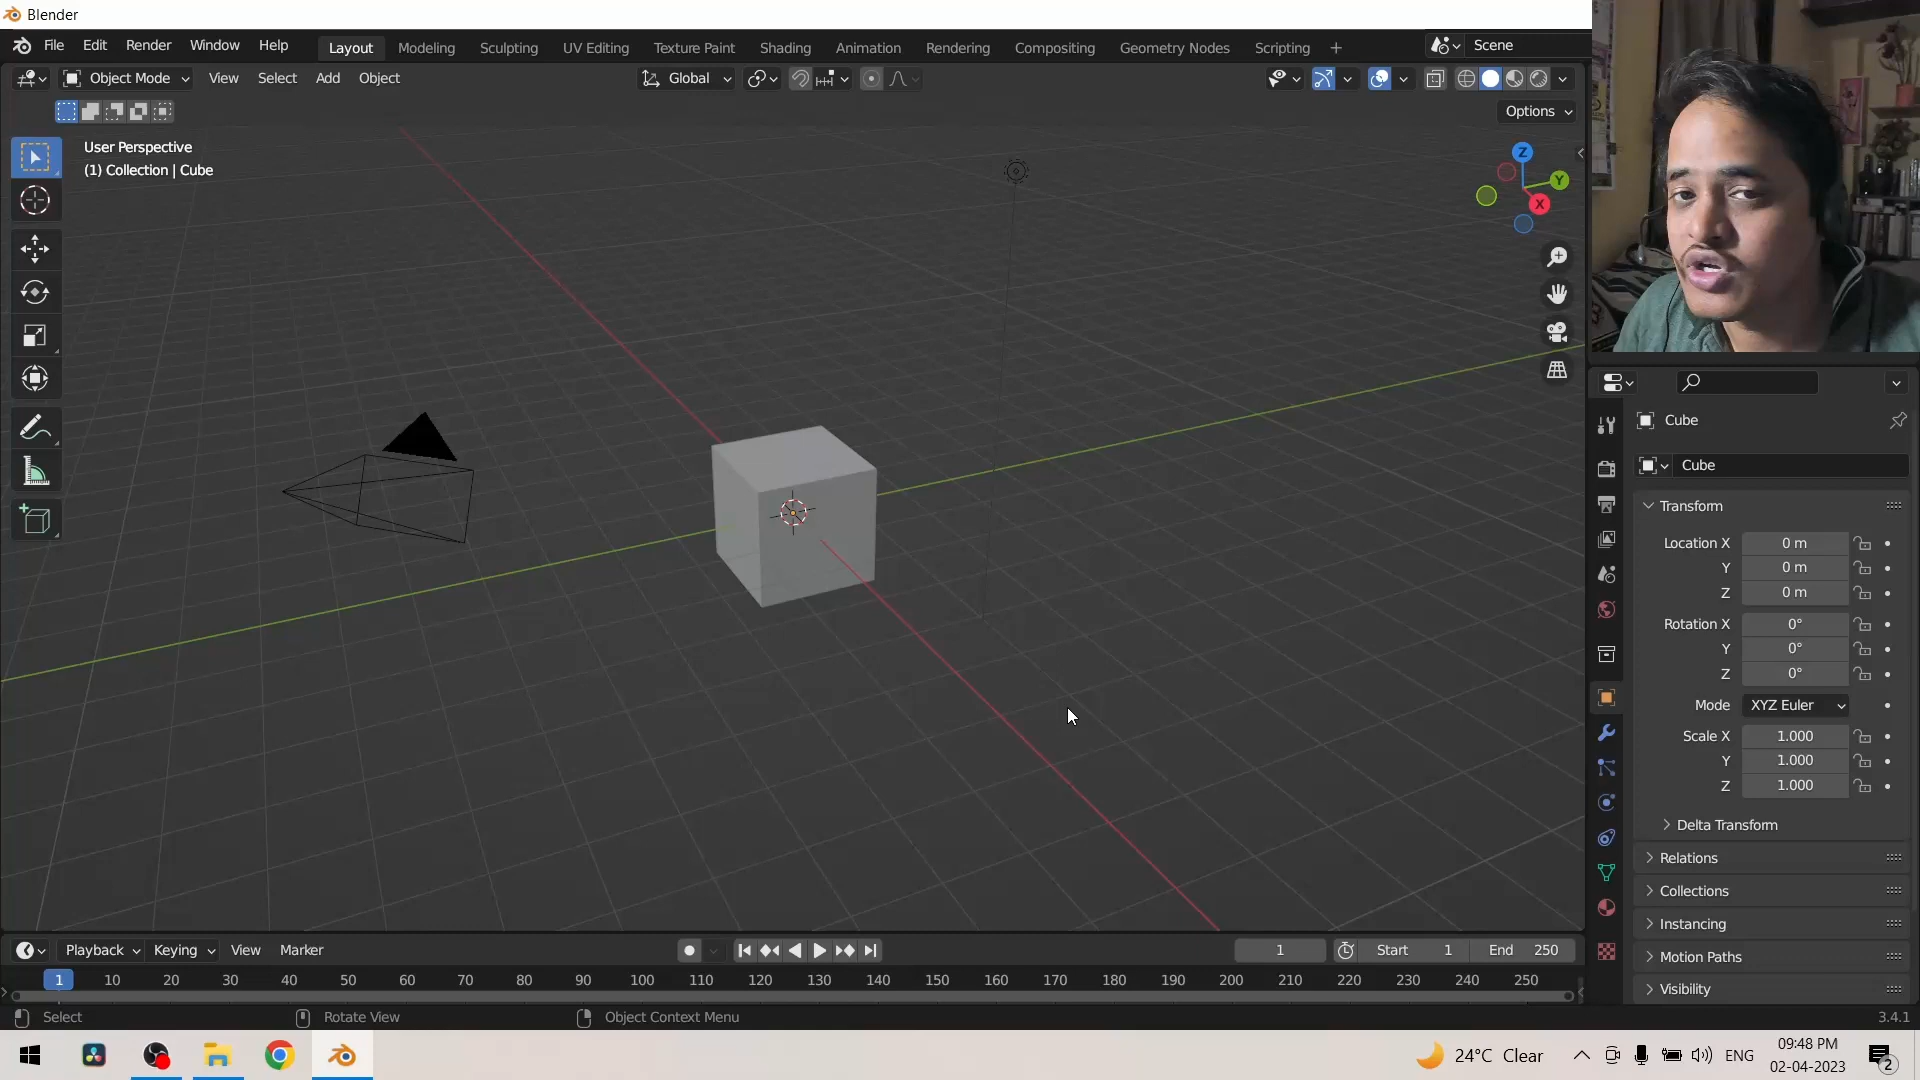 Blender
File Edit Render Window Help Layout Modeling Sculpting UV Editing Texture Paint Shading Animation Rendering Compositing Geometry Nodes Scripting + Scene
Object Mode View Select Add Object Global
Options
User Perspective
(1) Collection | Cube
Z
Y
X
Cube
Cube
Transform
Location X 0 m
Y 0 m
Z 0 m
Rotation X 0°
Y 0°
Z 0°
Mode XYZ Euler
Scale X 1.000
Y 1.000
Z 1.000
Delta Transform
Relations
Collections
Instancing
Motion Paths
Visibility
Playback Keying View Marker 1 Start 1 End 250
1 10 20 30 40 50 60 70 80 90 100 110 120 130 140 150 160 170 180 190 200 210 220 230 240 250
Select Rotate View Object Context Menu 3.4.1
24°C Clear ENG 09:48 PM
02-04-2023 2